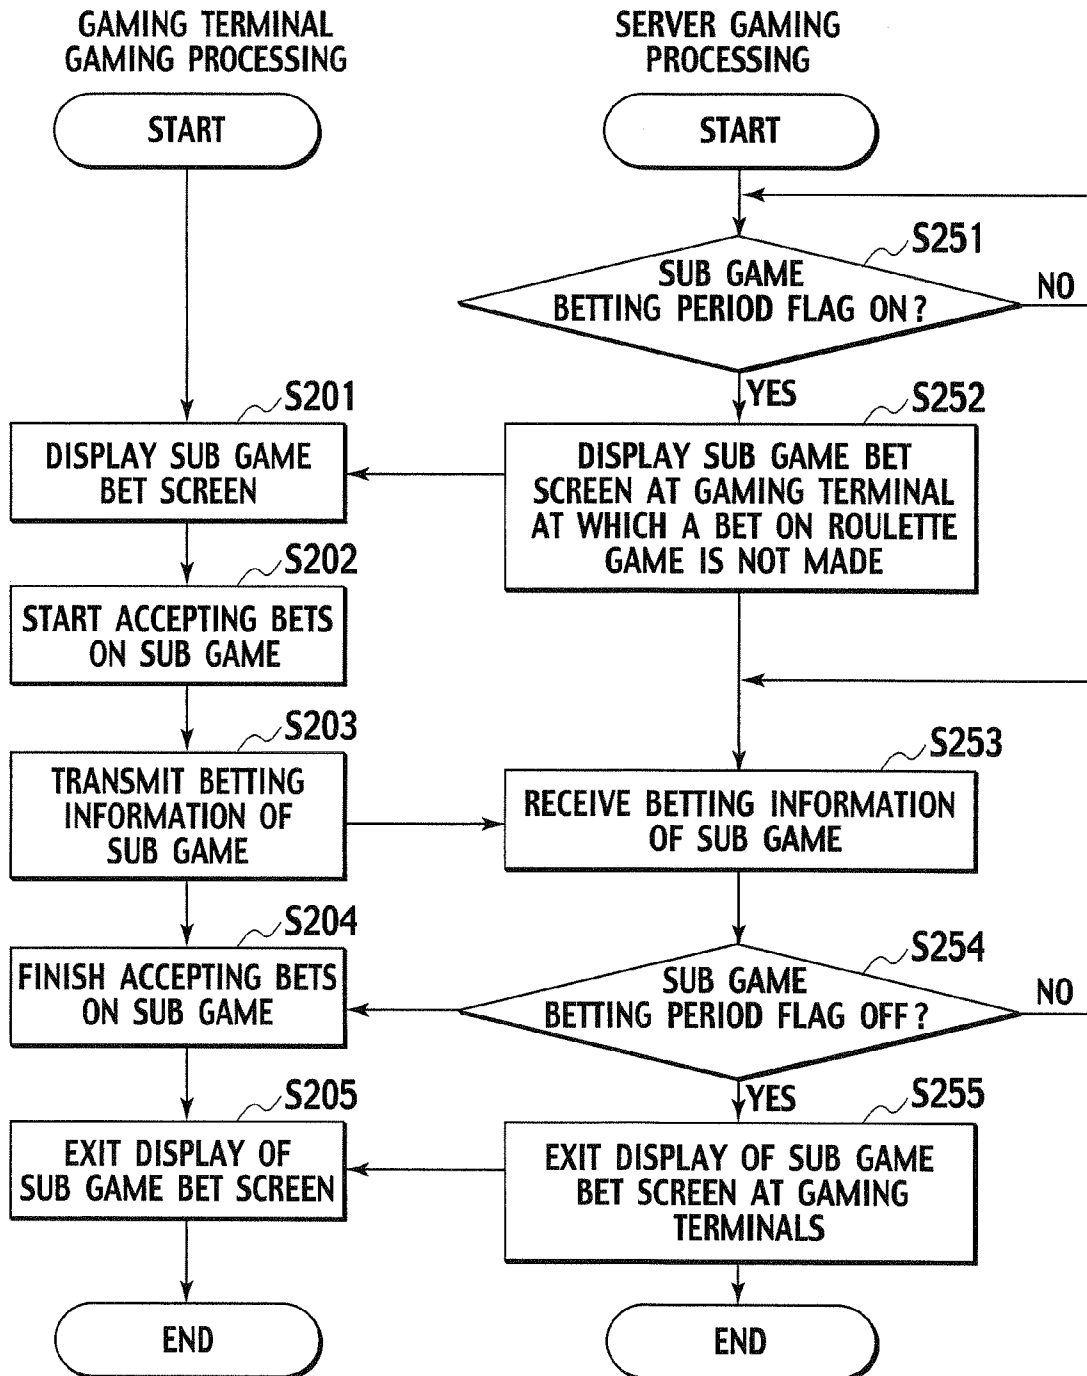 GAMING TERMINAL
GAMING PROCESSING
START
S201
DISPLAY SUB GAME
BET SCREEN
S202
START ACCEPTING BETS
ON SUB GAME
S203
TRANSMIT BETTING
INFORMATION OF
SUB GAME
S204
FINISH ACCEPTING BETS
ON SUB GAME
S205
EXIT DISPLAY OF
SUB GAME BET SCREEN
END
SERVER GAMING
PROCESSING
START
S251
SUB GAME
BETTING PERIOD FLAG ON?
NO
YES
S252
DISPLAY SUB GAME BET
SCREEN AT GAMING TERMINAL
AT WHICH A BET ON ROULETTE
GAME IS NOT MADE
S253
RECEIVE BETTING INFORMATION
OF SUB GAME
S254
SUB GAME
BETTING PERIOD FLAG OFF?
NO
YES
S255
EXIT DISPLAY OF SUB GAME
BET SCREEN AT GAMING
TERMINALS
END